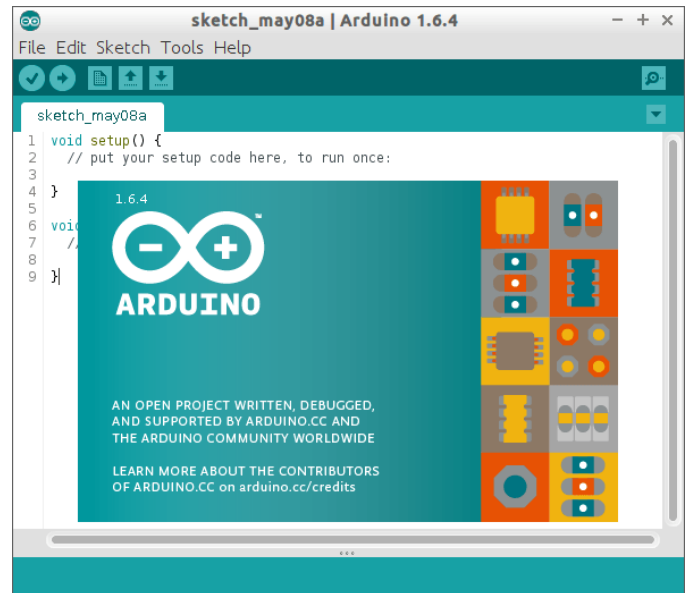 sketch_may08a | Arduino 1.6.4
File Edit Sketch Tools Help
sketch_may08a
1 void setup() {
2 // put your setup code here, to run once:
3
4 }
5
6 void
7 //
8
9 }
1.6.4
™
ARDUINO
AN OPEN PROJECT WRITTEN, DEBUGGED,
AND SUPPORTED BY ARDUINO.CC AND
THE ARDUINO COMMUNITY WORLDWIDE
LEARN MORE ABOUT THE CONTRIBUTORS
OF ARDUINO.CC on arduino.cc/credits